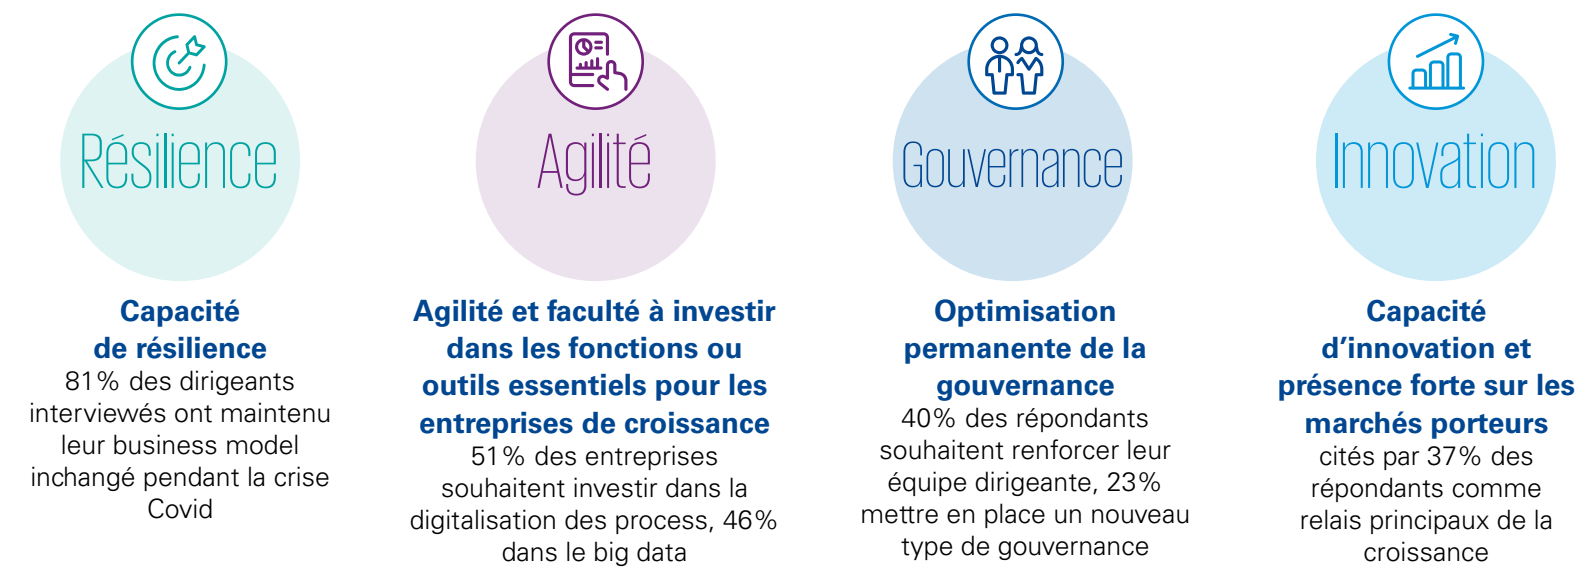 Résilience
Capacité
de résilience
81% des dirigeants
interviewés ont maintenu
leur business model
inchangé pendant la crise
Covid
Agilité
Agilité et faculté à investir
dans les fonctions ou
outils essentiels pour les
entreprises de croissance
51% des entreprises
souhaitent investir dans la
digitalisation des process, 46%
dans le big data
Gouvernance
Optimisation
permanente de la
gouvernance
40% des répondants
souhaitent renforcer leur
équipe dirigeante, 23%
mettre en place un nouveau
type de gouvernance
Innovation
Capacité
d’innovation et
présence forte sur les
marchés porteurs
cités par 37% des
répondants comme
relais principaux de la
croissance